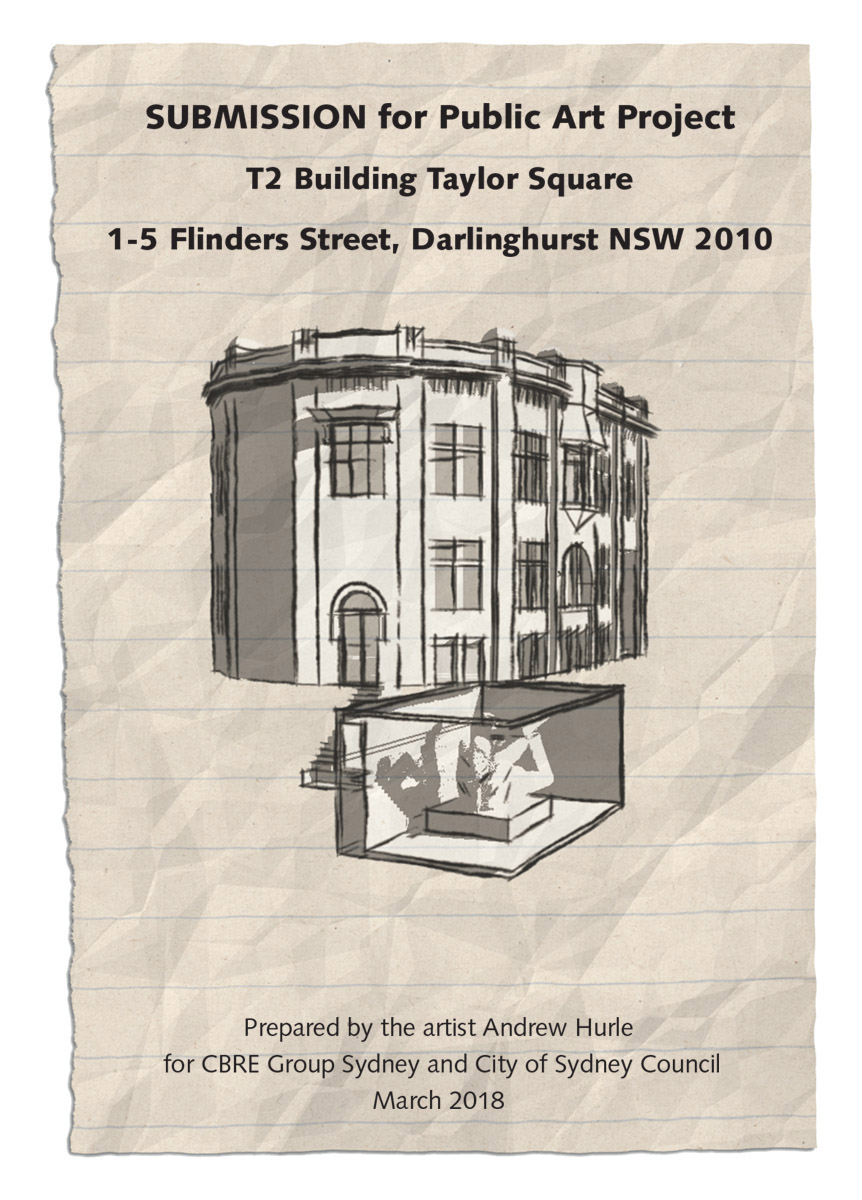 SUBMISSION for Public Art Project
T2 Building Taylor Square
1-5 Flinders Street, Darlinghurst NSW 2010
Prepared by the artist Andrew Hurle
for CBRE Group Sydney and City of Sydney Council
March 2018